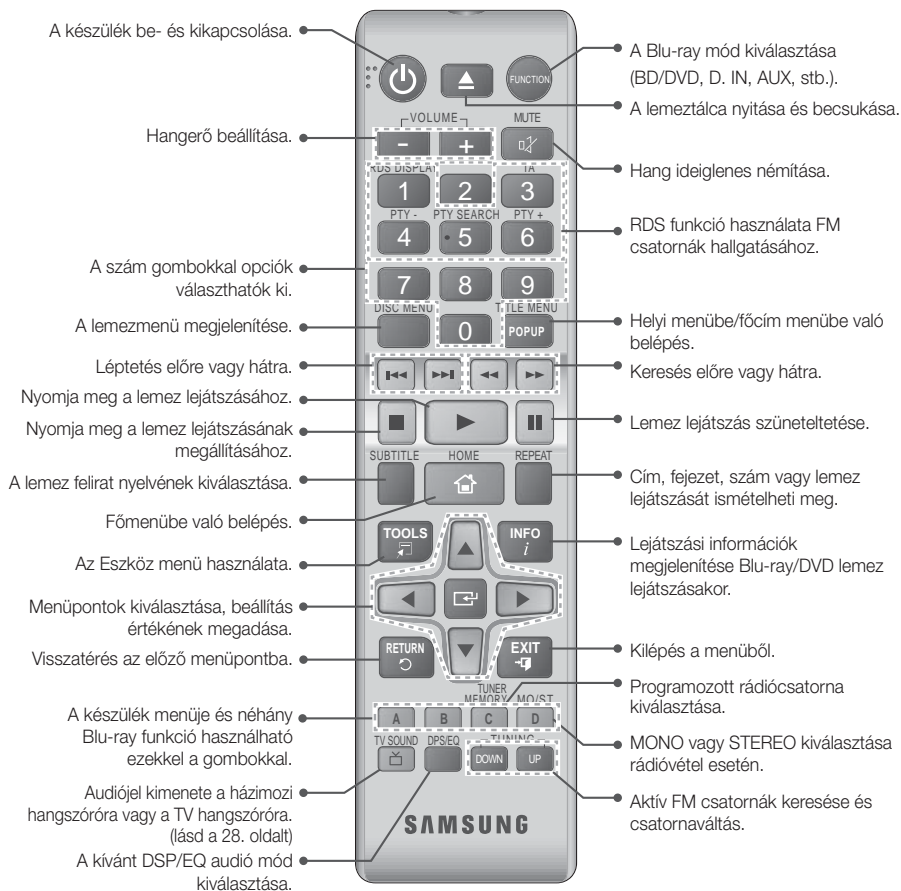 A készülék be- és kikapcsolása.
Hangerő beállítása.
A szám gombokkal opciók
választhatók ki.
A lemezmenü megjelenítése.
Léptetés előre vagy hátra.
Nyomja meg a lemez lejátszásához.
Nyomja meg a lemez lejátszásának
megállításához.
A lemez felirat nyelvének kiválasztása.
Főmenübe való belépés.
Az Eszköz menü használata.
Menüpontok kiválasztása, beállítás
értékének megadása.
Visszatérés az előző menüpontba.
A készülék menüje és néhány
Blu-ray funkció használható
ezekkel a gombokkal.
Audiójel kimenete a házimozi
hangszóróra vagy a TV hangszóróra.
(lásd a 28. oldalt)
A kívánt DSP/EQ audió mód
kiválasztása.
FUNCTION
VOLUME MUTE
- +
RDS DISPLAY TA
1 2 3
PTY - PTY SEARCH PTY +
4 5 6
7 8 9
DISC MENU TITLE MENU
0 POPUP
SUBTITLE HOME REPEAT
TOOLS INFO
i
RETURN EXIT
TUNER
MEMORY MO/ST
A B C D
TV SOUND DPS/EQ TUNING
DOWN UP
SAMSUNG
A Blu-ray mód kiválasztása
(BD/DVD, D. IN, AUX, stb.).
A lemeztálca nyitása és becsukása.
Hang ideiglenes némítása.
RDS funkció használata FM
csatornák hallgatásához.
Helyi menübe/főcím menübe való
belépés.
Keresés előre vagy hátra.
Lemez lejátszás szüneteltetése.
Cím, fejezet, szám vagy lemez
lejátszását ismételheti meg.
Lejátszási információk
megjelenítése Blu-ray/DVD lemez
lejátszásakor.
Kilépés a menüből.
Programozott rádiócsatorna
kiválasztása.
MONO vagy STEREO kiválasztása
rádióvétel esetén.
Aktív FM csatornák keresése és
csatornaváltás.